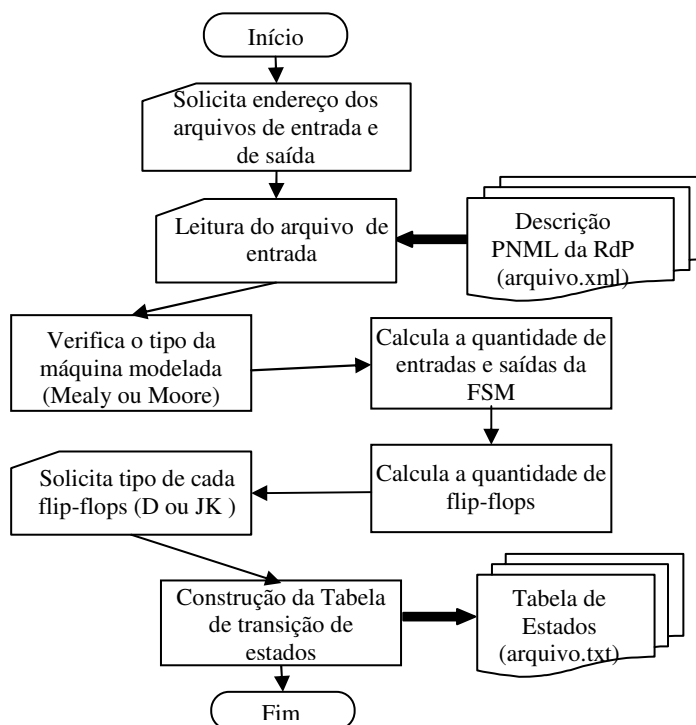 Início
Solicita endereço dos
arquivos de entrada e
de saída
Leitura do arquivo de
entrada
Descrição
PNML da RdP
(arquivo.xml)
Verifica o tipo da
máquina modelada
(Mealy ou Moore)
Calcula a quantidade de
entradas e saídas da
FSM
Calcula a quantidade de
flip-flops
Solicita tipo de cada
flip-flops (D ou JK )
Construção da Tabela
de transição de
estados
Tabela de
Estados
(arquivo.txt)
Fim